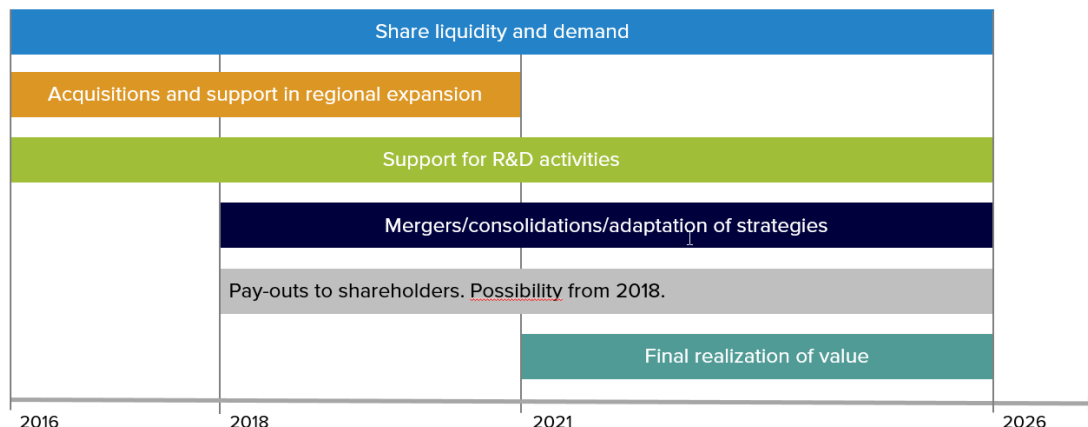 Share liquidity and demand
Acquisitions and support in regional expansion
Support for R&D activities
Mergers/consolidations/adaptation of strategies
Pay-outs to shareholders. Possibility from 2018.
Final realization of value
2016 2018 2021 2026